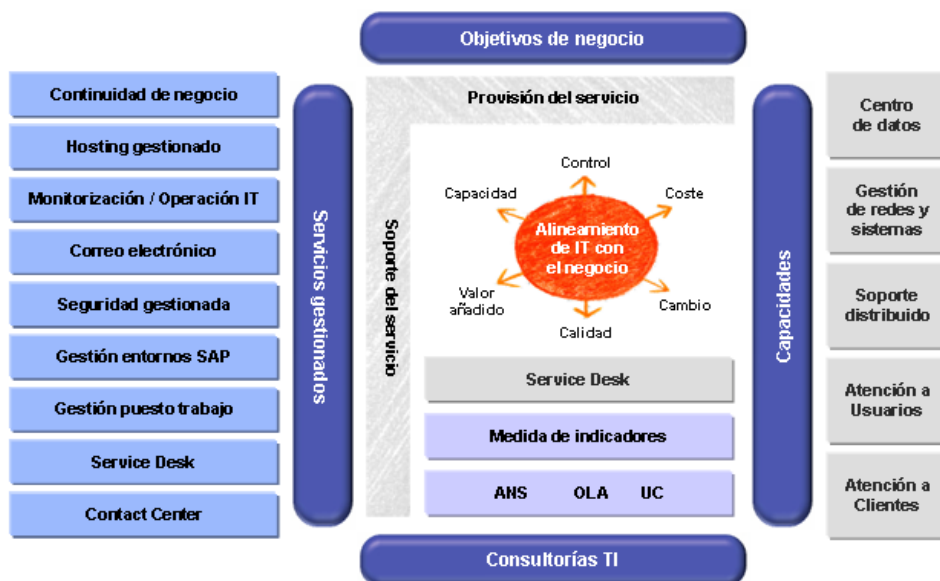 Objetivos de negocio
Continuidad de negocio
Hosting gestionado
Monitorización / Operación IT
Correo electrónico
Seguridad gestionada
Gestión entornos SAP
Gestión puesto trabajo
Service Desk
Contact Center
Servicios gestionados
Provisión del servicio
Soporte del servicio
Control
Capacidad
Coste
Alineamiento
de IT con
el negocio
Valor
añadido
Cambio
Calidad
Service Desk
Medida de indicadores
ANS OLA UC
Capacidades
Centro
de datos
Gestión
de redes y
sistemas
Soporte
distribuido
Atención a
Usuarios
Atención a
Clientes
Consultorías TI